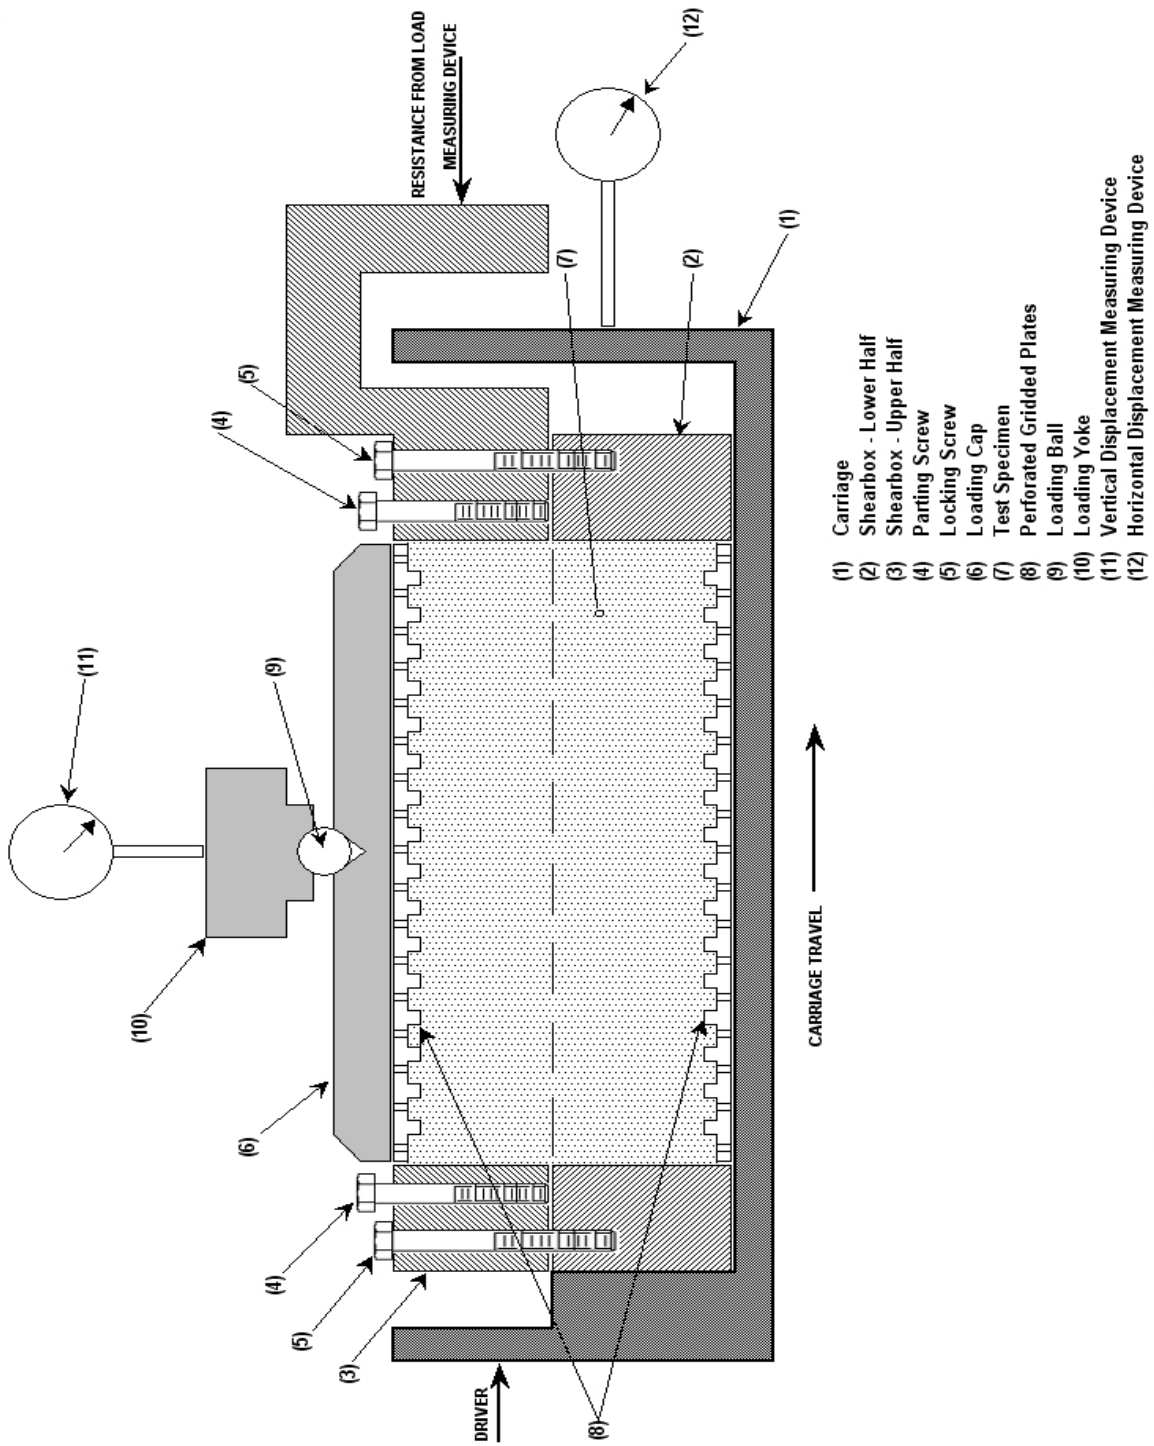 RESISTANCE FROM LOAD
MEASURING DEVICE
(12)
(11)
(9)
(10)
(6)
(4)
(5)
(7)
(2)
(1)
(4)
(5)
(3)
(8)
DRIVER
CARRIAGE TRAVEL
(1) Carriage
(2) Shearbox - Lower Half
(3) Shearbox - Upper Half
(4) Parting Screw
(5) Locking Screw
(6) Loading Cap
(7) Test Specimen
(8) Perforated Gridded Plates
(9) Loading Ball
(10) Loading Yoke
(11) Vertical Displacement Measuring Device
(12) Horizontal Displacement Measuring Device